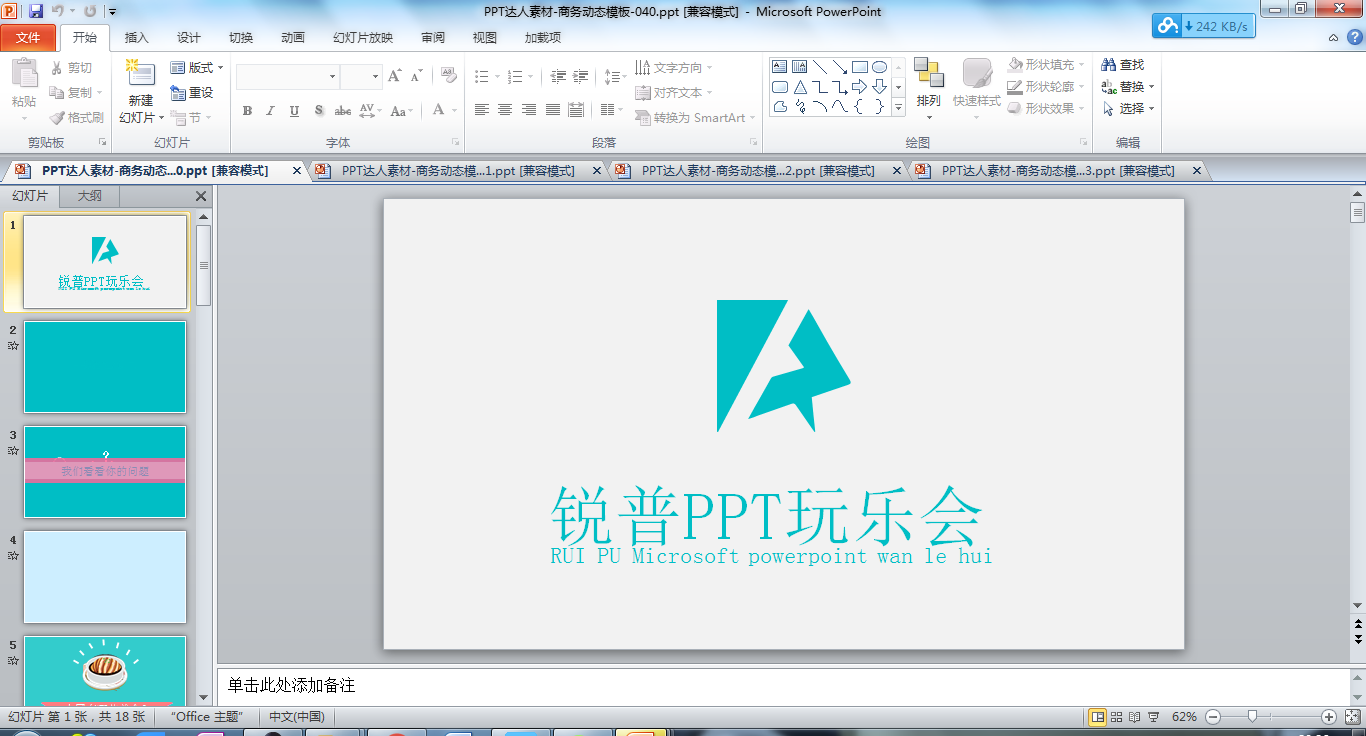 PPT达人素材-商务动态模板-040.ppt [兼容模式] - Microsoft PowerPoint
242 KB/s
文件 开始 插入 设计 切换 动画 幻灯片放映 审阅 视图 加载项
粘贴 剪切 复制 格式刷 剪贴板
新建 幻灯片 版式 重设 节 幻灯片
B I U S abc AV Aa A 字体
文字方向 对齐文本 转换为 SmartArt 段落
排列 快速样式 形状填充 形状轮廓 形状效果 绘图
查找 替换 选择 编辑
PPT达人素材-商务动态...0.ppt [兼容模式] PPT达人素材-商务动态模...1.ppt [兼容模式] PPT达人素材-商务动态模...2.ppt [兼容模式] PPT达人素材-商务动态模...3.ppt [兼容模式]
幻灯片 大纲
1
锐普PPT玩乐会
2
3
我们看看你的问题
4
5
锐普PPT玩乐会
RUI PU Microsoft powerpoint wan le hui
单击此处添加备注
幻灯片 第 1 张，共 18 张 “Office 主题” 中文(中国) 62%